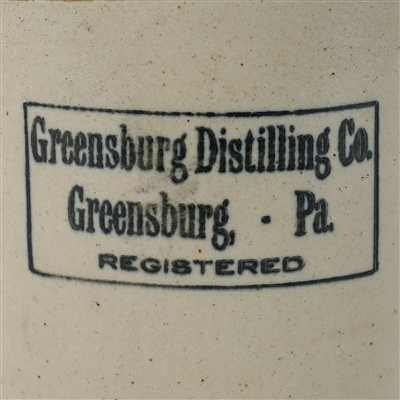 Greensburg Distilling Co.
Greensburg, · Pa.
REGISTERED